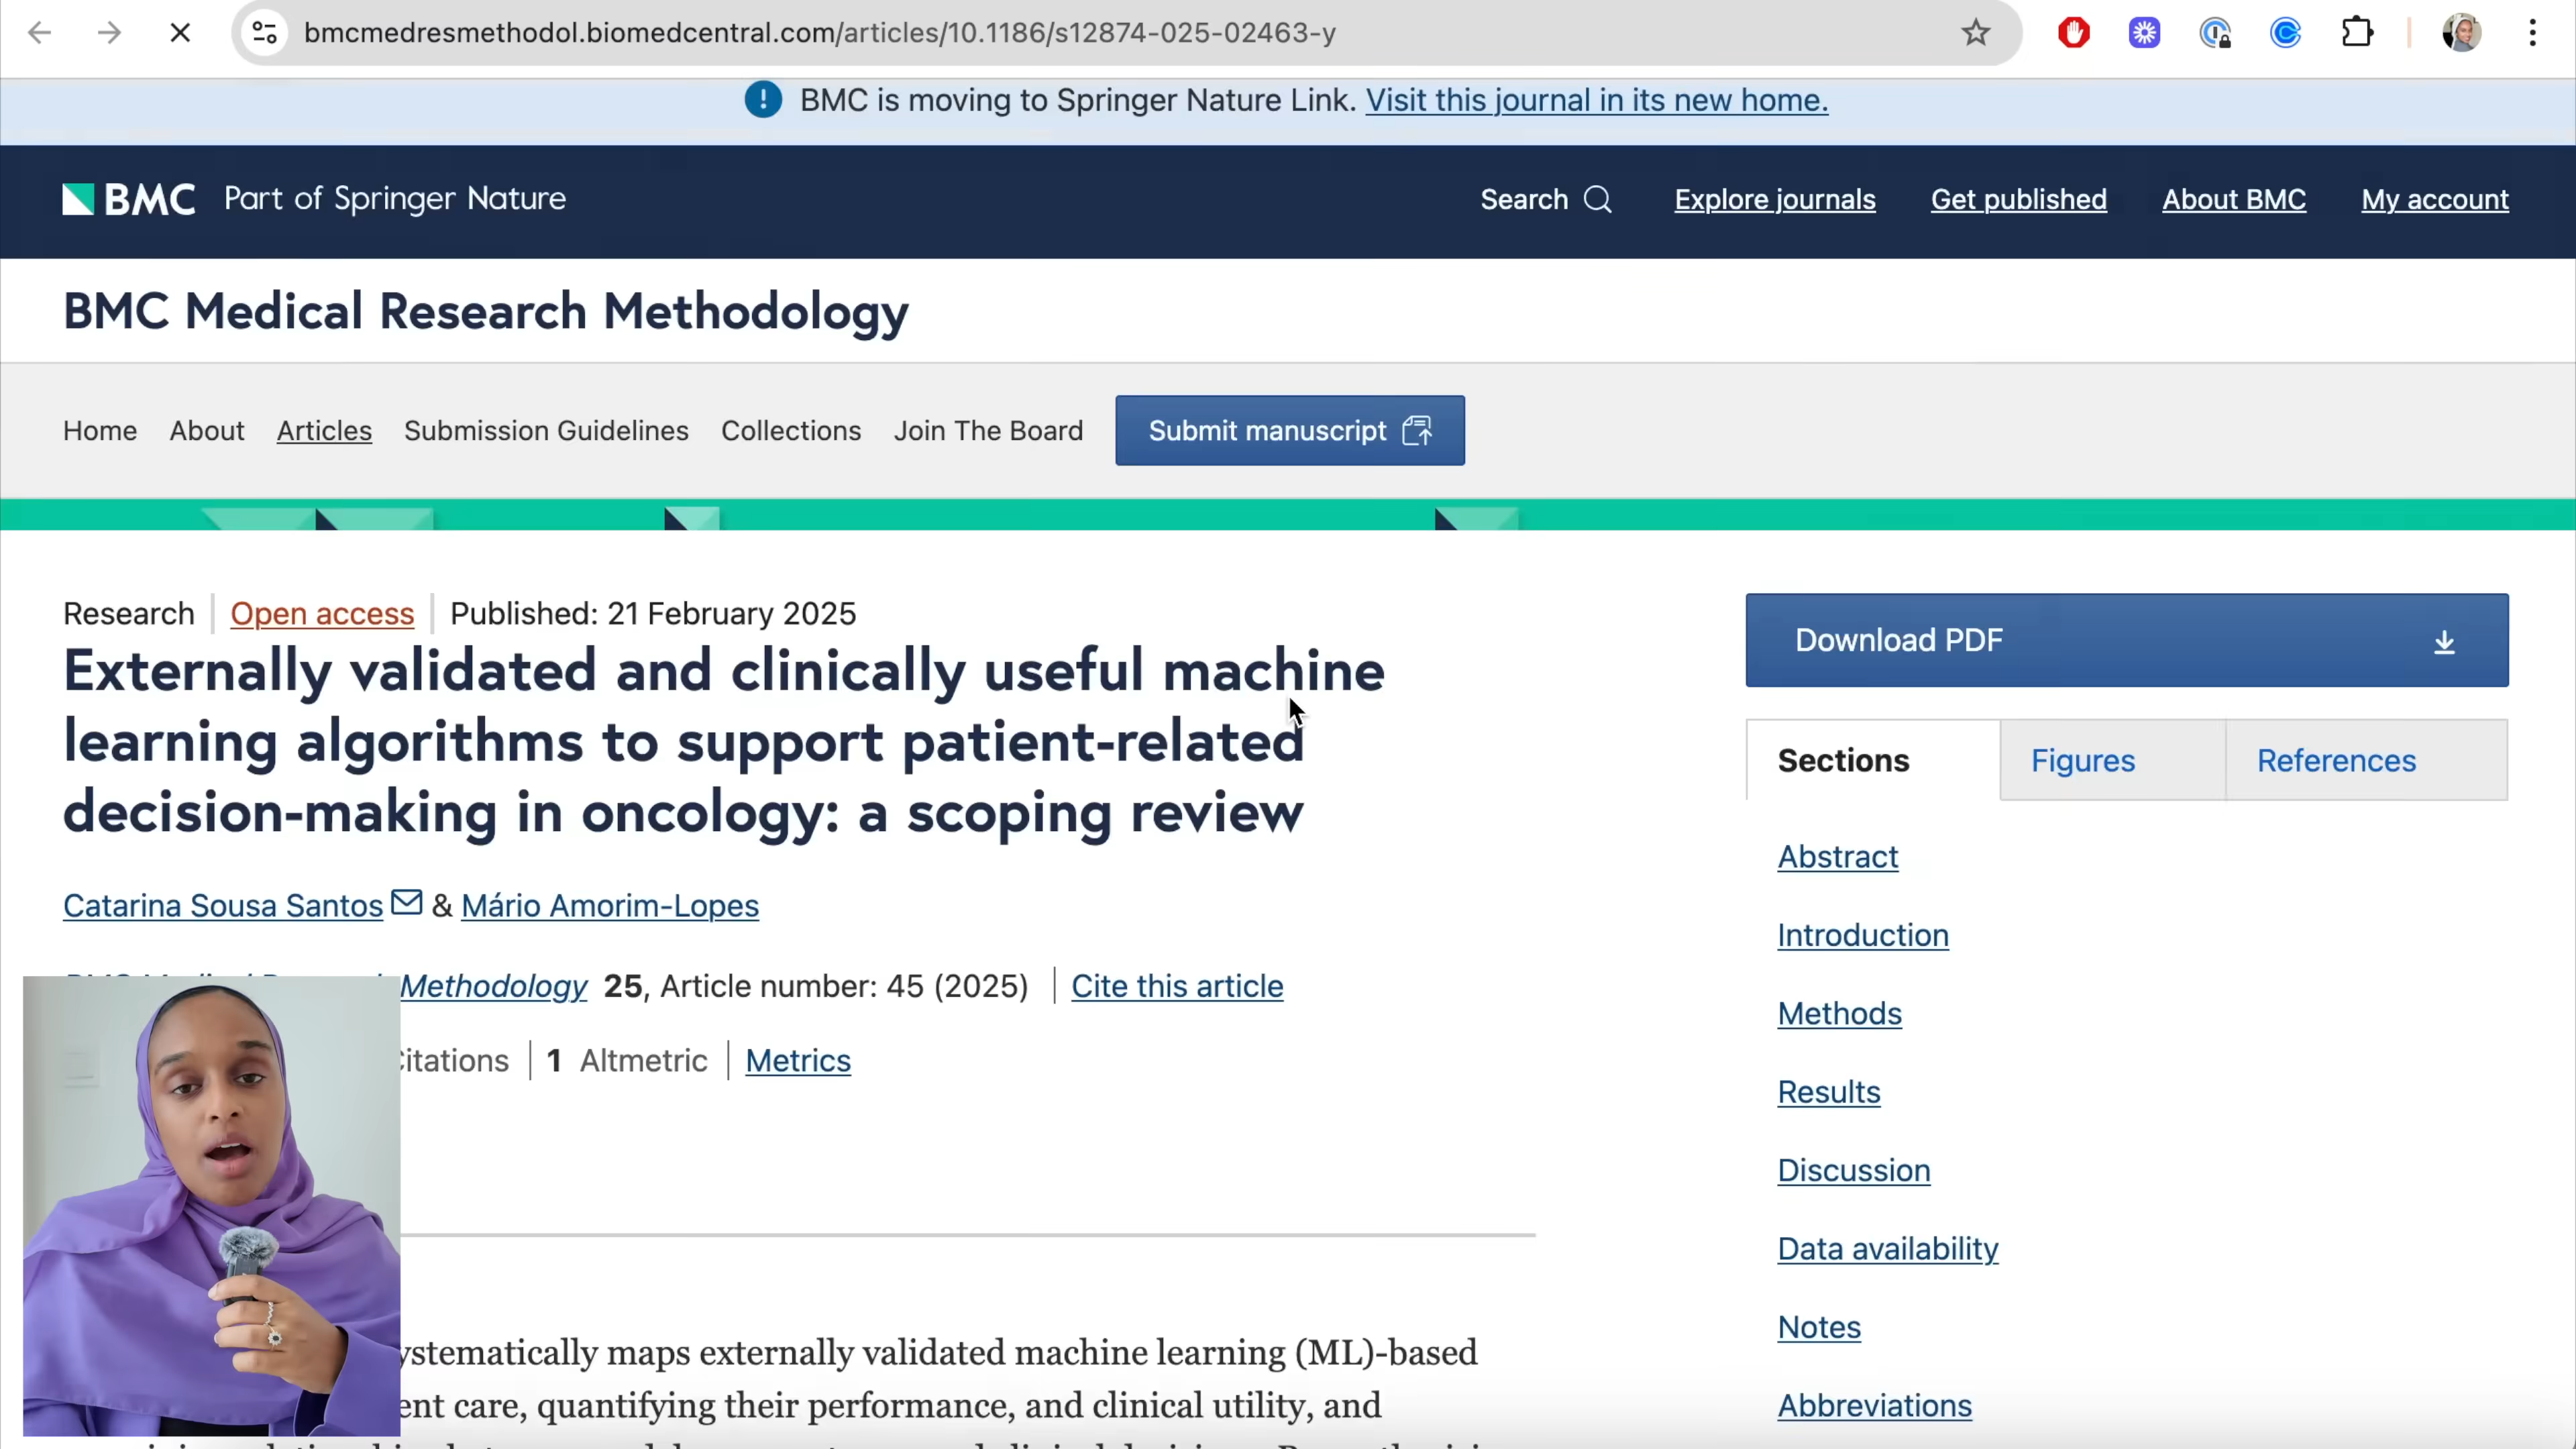 bmcmedresmethodol.biomedcentral.com/articles/10.1186/s12874-025-02463-y
BMC is moving to Springer Nature Link. Visit this journal in its new home.
BMC Part of Springer Nature
Search Explore journals Get published About BMC My account
BMC Medical Research Methodology
Home About Articles Submission Guidelines Collections Join The Board Submit manuscript
Research Open access Published: 21 February 2025
Externally validated and clinically useful machine
learning algorithms to support patient-related
decision-making in oncology: a scoping review
Catarina Sousa Santos & Mário Amorim-Lopes
Methodology 25, Article number: 45 (2025) Cite this article
1 Altmetric Metrics
maps externally validated machine learning (ML)-based
care, quantifying their performance, and clinical utility, and
Download PDF
Sections Figures References
Abstract
Introduction
Methods
Results
Discussion
Data availability
Notes
Abbreviations